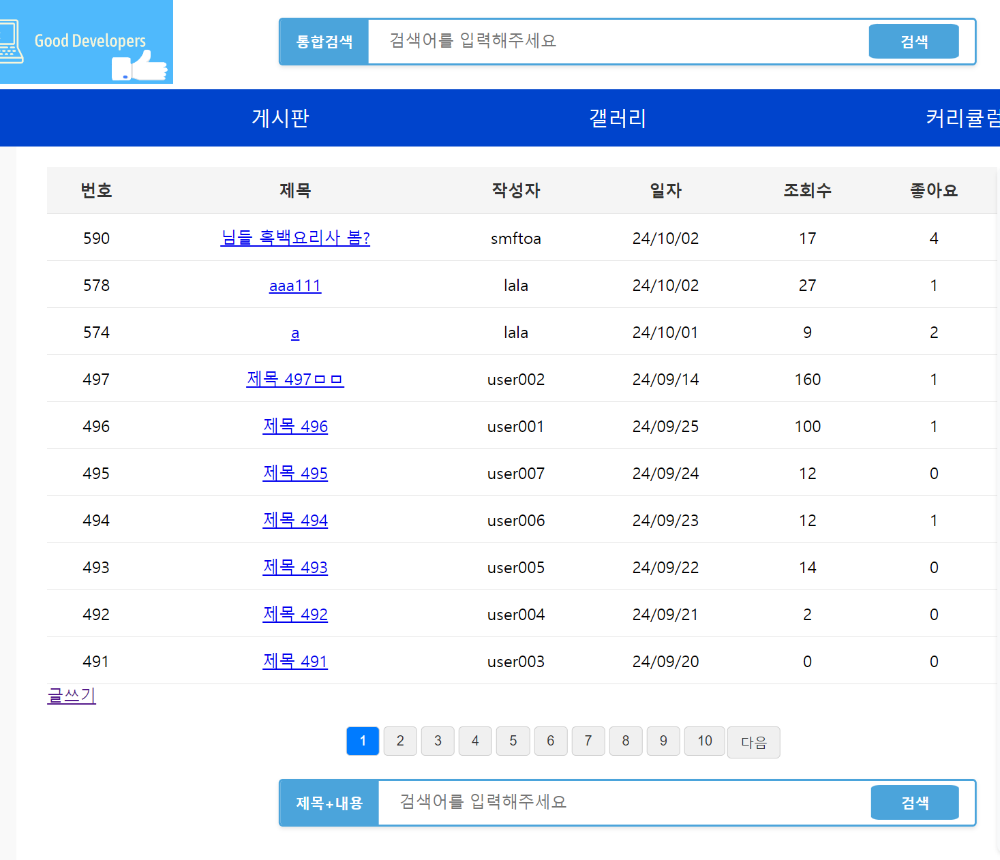 Good Developers
통합검색 검색어를 입력해주세요 검색
게시판 갤러리 커리큘럼
번호 제목 작성자 일자 조회수 좋아요
590 님들 흑백요리사 봄? smftoa 24/10/02 17 4
578 aaa111 lala 24/10/02 27 1
574 a lala 24/10/01 9 2
497 제목 497ㅁㅁ user002 24/09/14 160 1
496 제목 496 user001 24/09/25 100 1
495 제목 495 user007 24/09/24 12 0
494 제목 494 user006 24/09/23 12 1
493 제목 493 user005 24/09/22 14 0
492 제목 492 user004 24/09/21 2 0
491 제목 491 user003 24/09/20 0 0
글쓰기
1 2 3 4 5 6 7 8 9 10 다음
제목+내용 검색어를 입력해주세요 검색